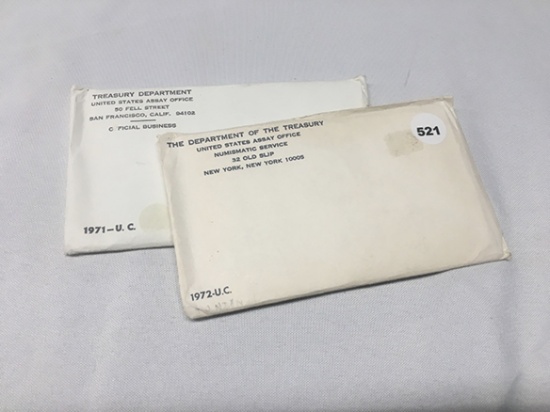 TREASURY DEPARTMENT
UNITED STATES ASSAY OFFICE
50 FELL STREET
SAN FRANCISCO, CALIF. 94102
FICIAL BUSINESS
1971-U.C.
THE DEPARTMENT OF THE TREASURY
UNITED STATES ASSAY OFFICE
NUMISMATIC SERVICE
32 OLD SLIP
NEW YORK, NEW YORK 10005
521
1972-U.C.